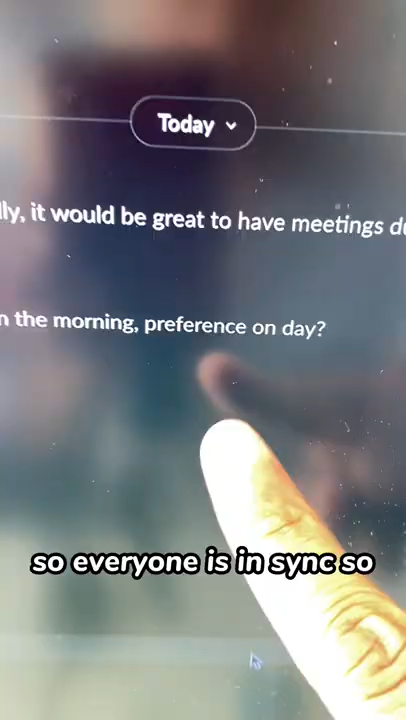 Today
it would be great to have meetings
the morning, preference on day?
so everyone is in sync so